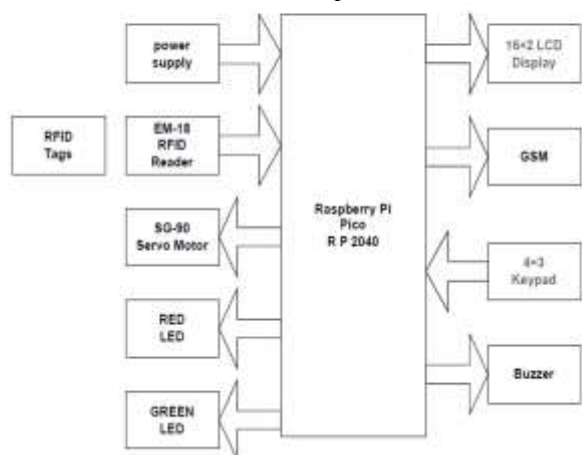 power
supply
16×2 LCD
Display
RFID
Tags
EM-18
RFID
Reader
GSM
Raspberry Pi
Pico
R P 2040
SG-90
Servo Motor
4×3
Keypad
RED
LED
Buzzer
GREEN
LED